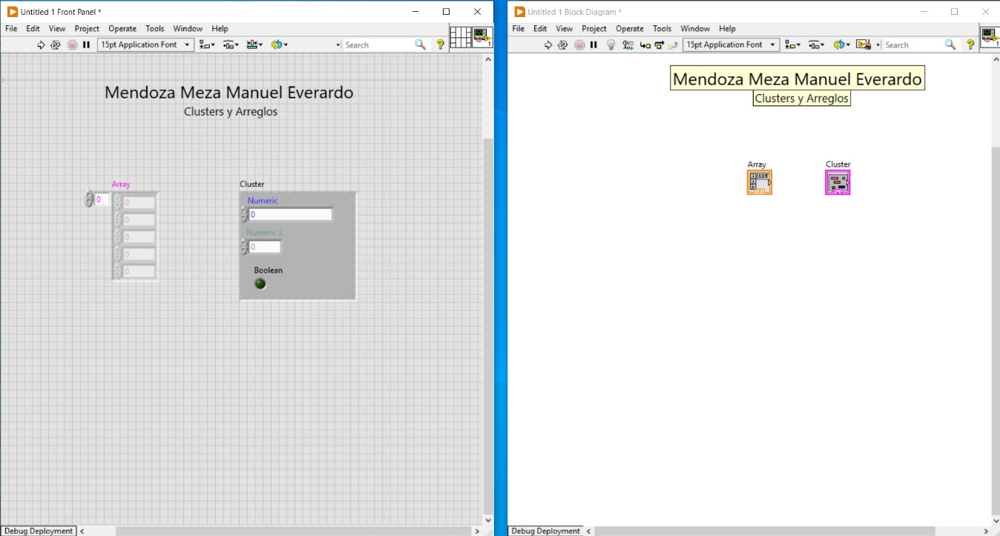 Untitled 1 Front Panel *
File Edit View Project Operate Tools Window Help
15pt Application Font
Search
Mendoza Meza Manuel Everardo
Clusters y Arreglos
Array
0
0
0
0
0
0
Cluster
Numeric
0
Numeric 2
0
Boolean
Debug Deployment
Untitled 1 Block Diagram *
File Edit View Project Operate Tools Window Help
15pt Application Font
Search
Mendoza Meza Manuel Everardo
Clusters y Arreglos
Array
Cluster
Debug Deployment